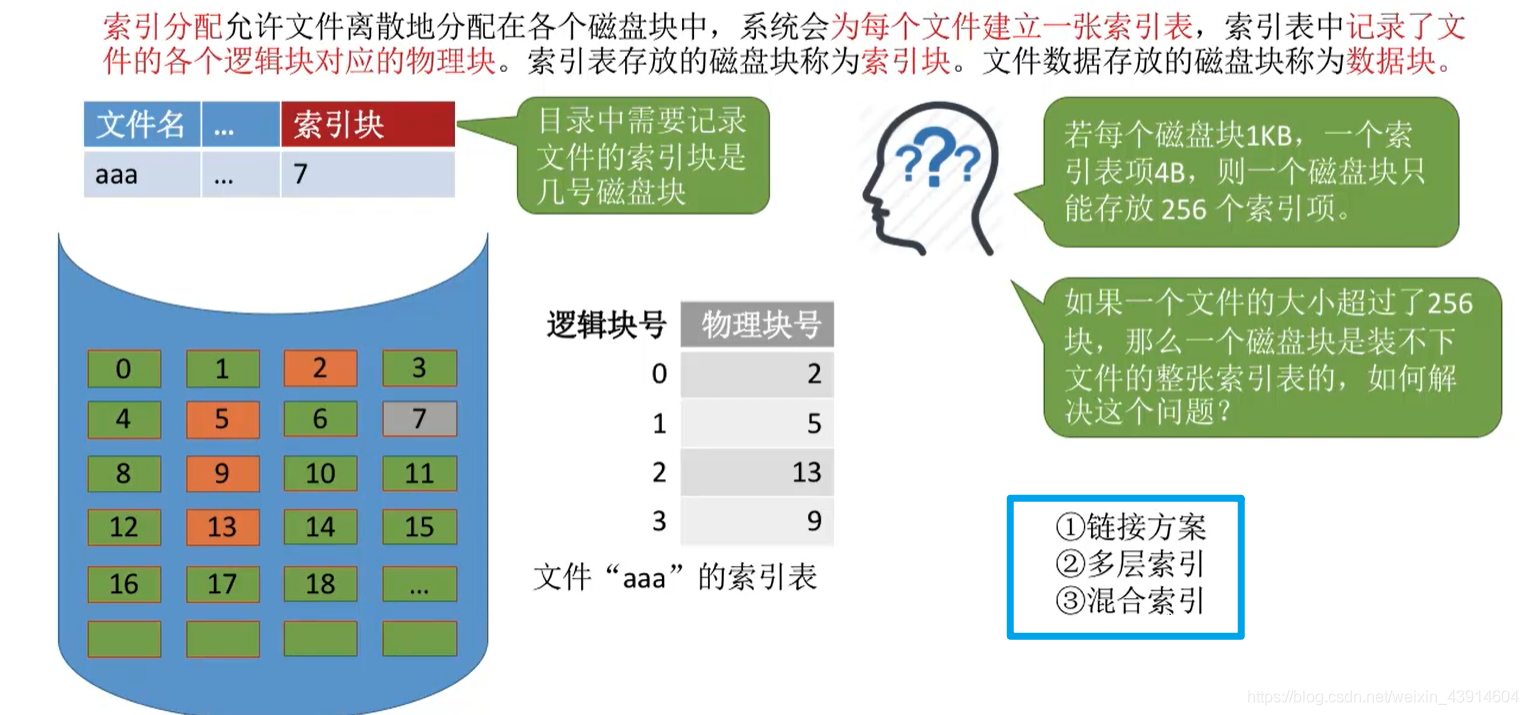 索引分配允许文件离散地分配在各个磁盘块中，系统会为每个文件建立一张索引表，索引表中记录了文
件的各个逻辑块对应的物理块。索引表存放的磁盘块称为索引块。文件数据存放的磁盘块称为数据块。
文件名 ... 索引块
aaa ... 7
目录中需要记录
文件的索引块是
几号磁盘块
???
若每个磁盘块1KB，一个索
引表项4B，则一个磁盘块只
能存放 256 个索引项。
如果一个文件的大小超过了256
块，那么一个磁盘块是装不下
文件的整张索引表的，如何解
决这个问题？
0 1 2 3
4 5 6 7
8 9 10 11
12 13 14 15
16 17 18 ...
逻辑块号 物理块号
0 2
1 5
2 13
3 9
文件“aaa”的索引表
①链接方案
②多层索引
③混合索引
https://blog.csdn.net/weixin_43914604